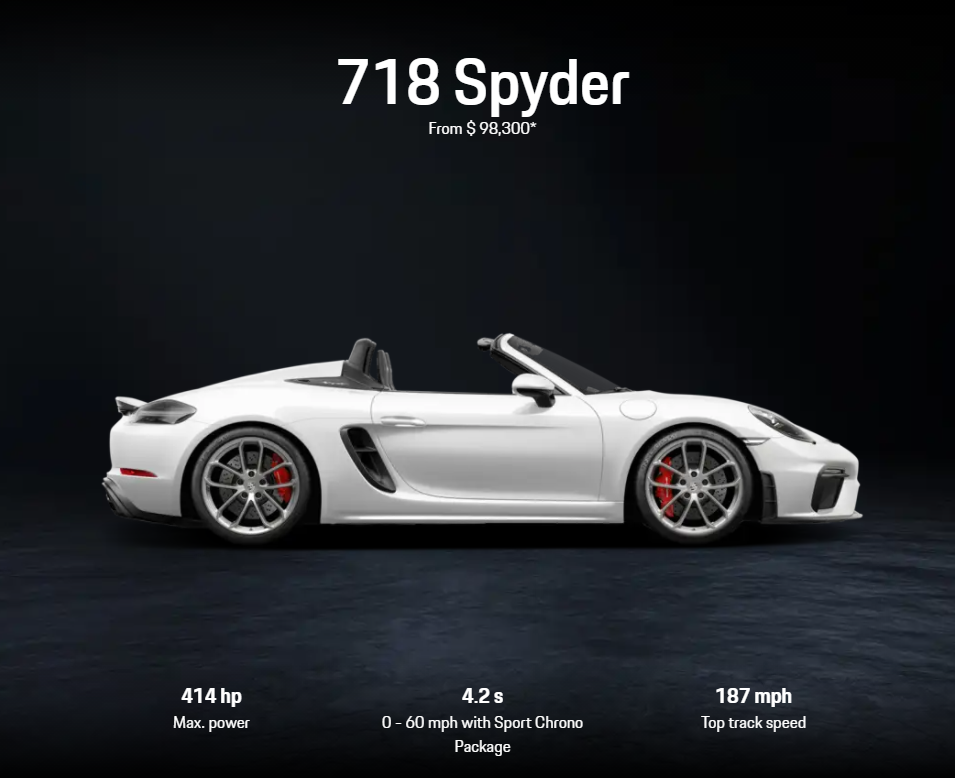 718 Spyder
From $ 98,300*
414 hp
Max. power
4.2 s
0 - 60 mph with Sport Chrono
Package
187 mph
Top track speed